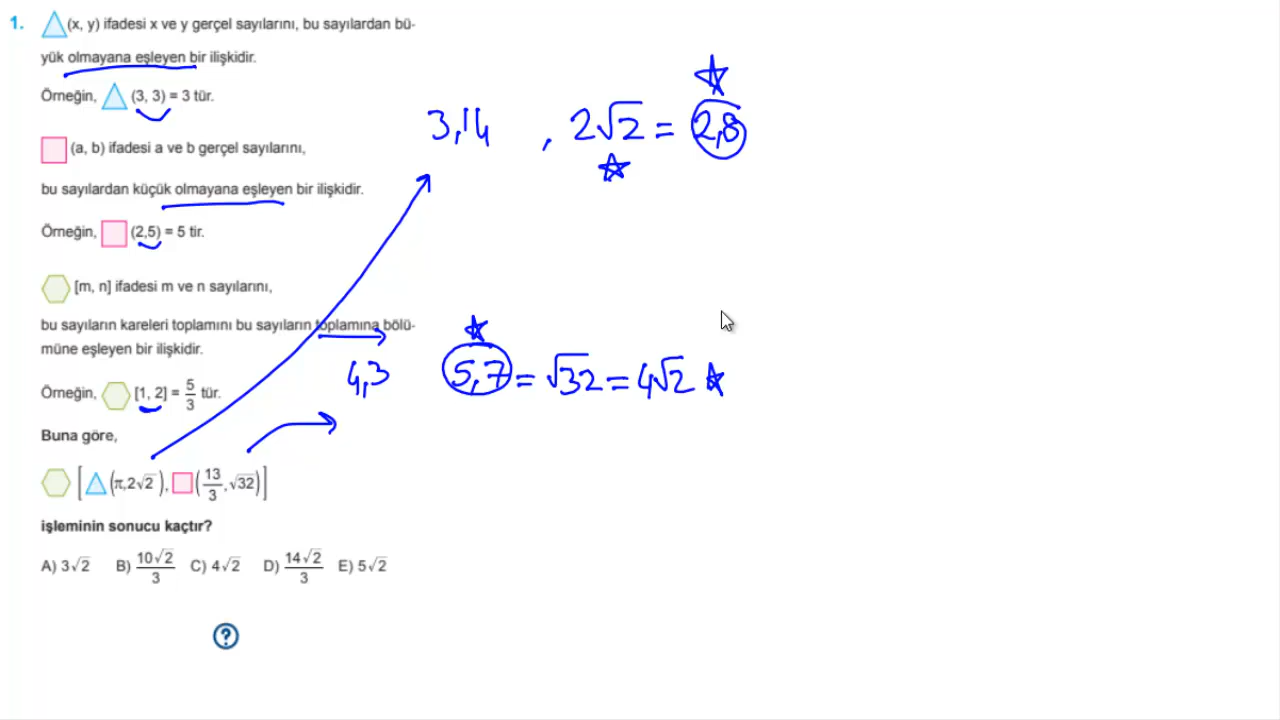 1. (x, y) ifadesi x ve y gerçel sayılarını, bu sayılardan bü-
yük olmayana eşleyen bir ilişkidir.
Örneğin, (3, 3) = 3 tür.
(a, b) ifadesi a ve b gerçel sayılarını,
bu sayılardan küçük olmayana eşleyen bir ilişkidir.
Örneğin, (2,5) = 5 tir.
[m, n] ifadesi m ve n sayılarını,
bu sayıların kareleri toplamını bu sayıların toplamına bölü-
müne eşleyen bir ilişkidir.
Örneğin, [1, 2] = 5/3 tür.
Buna göre,
[ (π,2√2), (13/3, √32)]
işleminin sonucu kaçtır?
A) 3√2 B) 10√2/3 C) 4√2 D) 14√2/3 E) 5√2
?
3,14 , 2√2 = 2,8
4,3 5,7 = √32 = 4√2